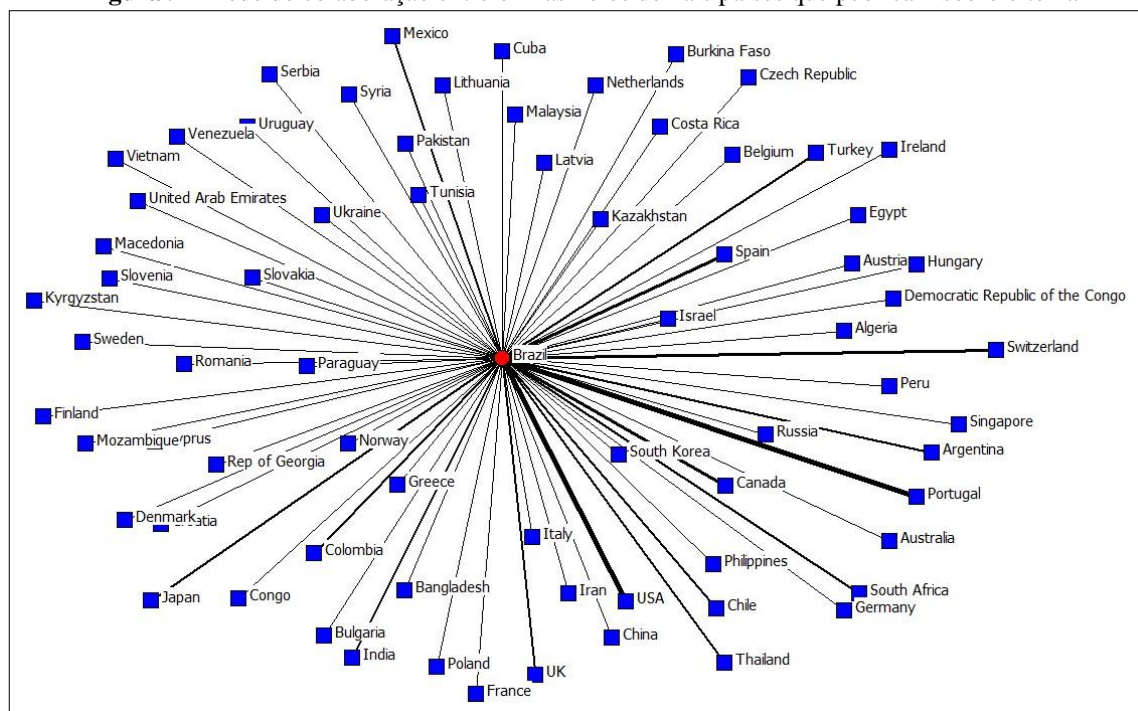 Mexico
Cuba
Burkina Faso
Serbia
Czech Republic
Lithuania
Netherlands
Syria
Malaysia
Uruguay
Costa Rica
Venezuela
Pakistan
Ireland
Turkey
Belgium
Vietnam
Latvia
Tunisia
United Arab Emirates
Ukraine
Kazakhstan
Egypt
Macedonia
Spain
Austria
Hungary
Slovenia
Slovakia
Kyrgyzstan
Democratic Republic of the Congo
Israel
Algeria
Sweden
Switzerland
Brazil
Romania
Paraguay
Peru
Finland
Singapore
Russia
Mozambique
prus
Norway
Argentina
South Korea
Rep of Georgia
Greece
Canada
Portugal
Denmark
Italy
Australia
Colombia
Philippines
Bangladesh
Iran
South Africa
Japan
Congo
USA
Chile
Germany
Bulgaria
China
India
Thailand
Poland
UK
France